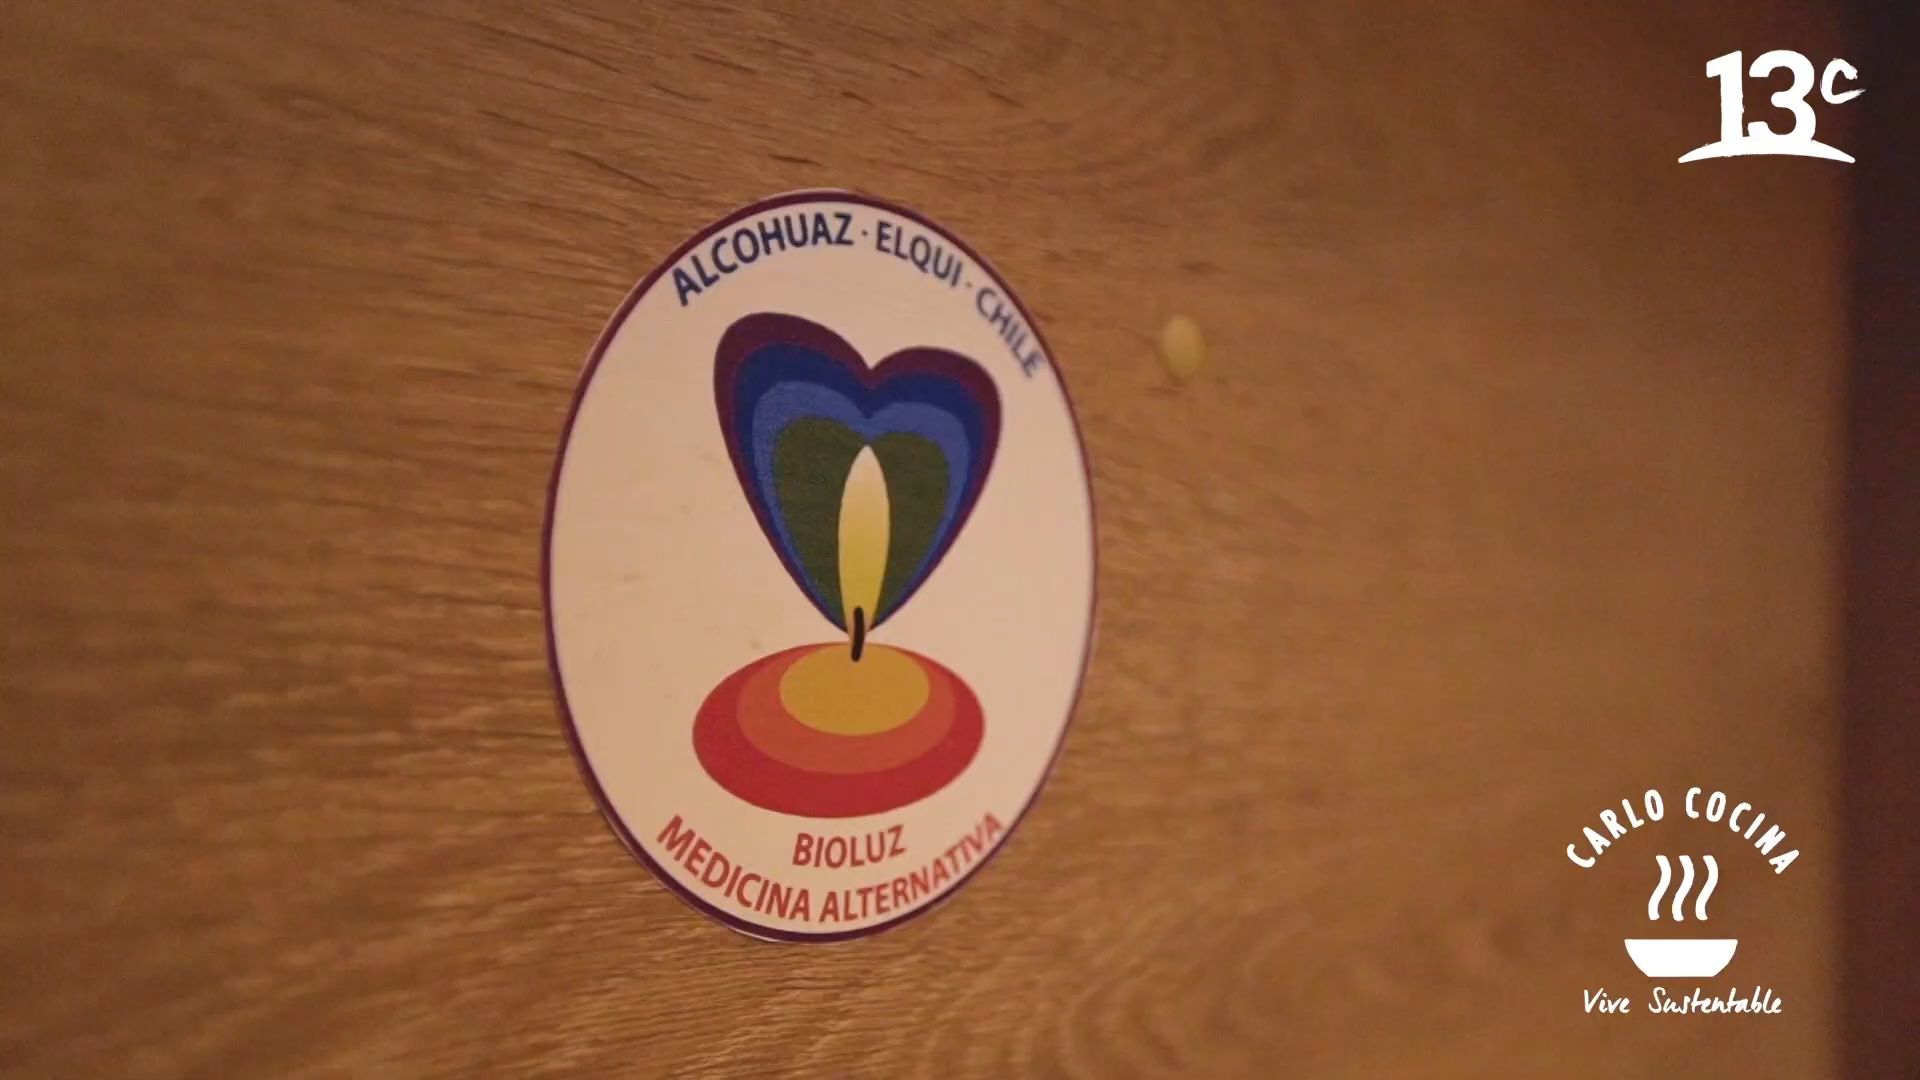 13c
ALCOHUAZ · ELQUI · CHILE
BIOLUZ
MEDICINA ALTERNATIVA
CARLO COCINA
Vive Sustentable